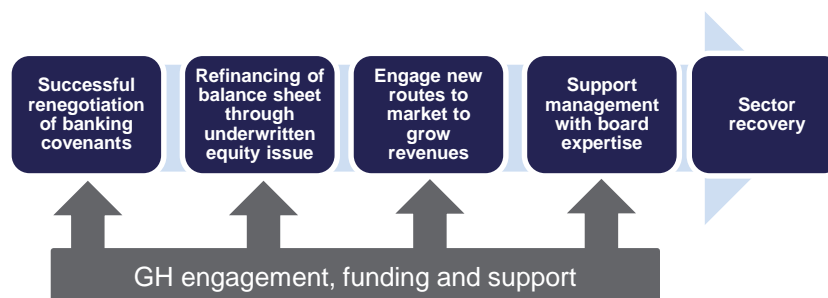 Successful
renegotiation
of banking
covenants
Refinancing of
balance sheet
through
underwritten
equity issue
Engage new
routes to
market to
grow
revenues
Support
management
with board
expertise
Sector
recovery
GH engagement, funding and support